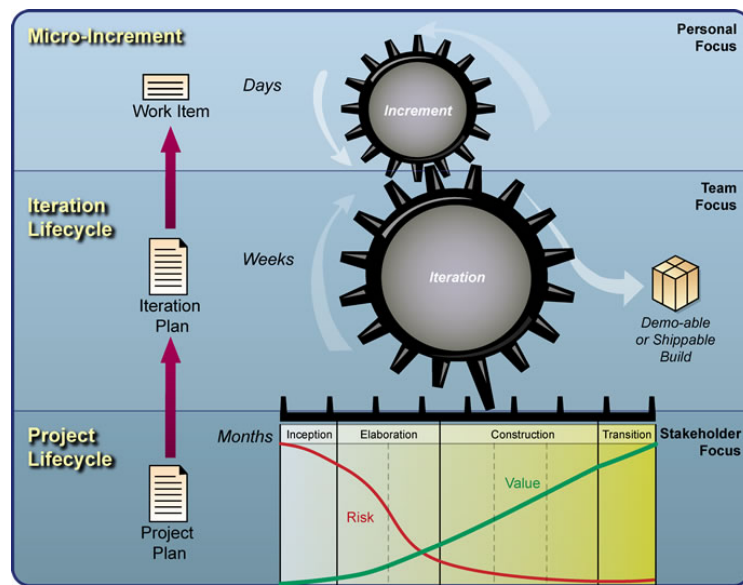 Micro-Increment
Personal
Focus
Days
Work Item
Increment
Iteration
Lifecycle
Team
Focus
Weeks
Iteration
Plan
Iteration
Demo-able
or Shippable
Build
Project
Lifecycle
Months
Inception
Elaboration
Construction
Transition
Stakeholder
Focus
Project
Plan
Risk
Value